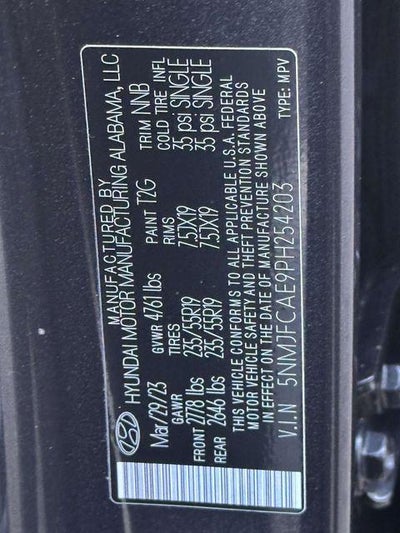 MANUFACTURED BY
HYUNDAI MOTOR MANUFACTURING ALABAMA, LLC
Mar/29/23 GVWR 4761 lbs PAINT T2G TRIM NNB
GAWR TIRES RIMS COLD TIRE INFL
FRONT 2778 lbs 235/55R19 7.5JX19 35 psi SINGLE
REAR 2646 lbs 235/55R19 7.5JX19 35 psi SINGLE
THIS VEHICLE CONFORMS TO ALL APPLICABLE U.S.A. FEDERAL
MOTOR VEHICLE SAFETY AND THEFT PREVENTION STANDARDS
IN EFFECT ON THE DATE OF MANUFACTURE SHOWN ABOVE
V.I.N 5NMJFCAE9PH254203 TYPE: MPV